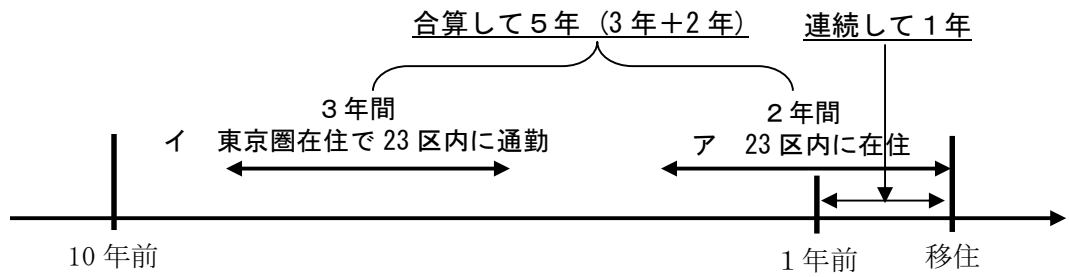 合算して５年（3年＋2年） 連続して１年
３年間 ２年間
イ 東京圏在住で 23 区内に通勤 ア 23 区内に在住
10 年前 1 年前 移住